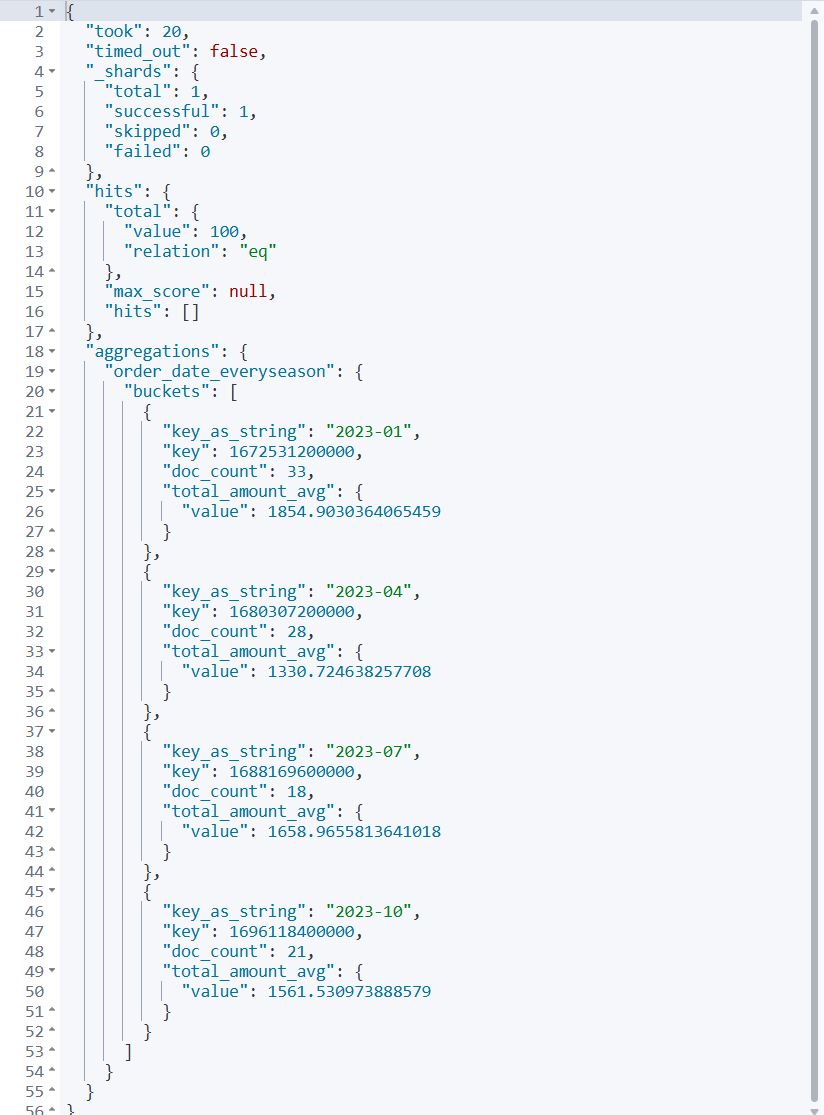 1 {
2   "took": 20,
3   "timed_out": false,
4   "_shards": {
5     "total": 1,
6     "successful": 1,
7     "skipped": 0,
8     "failed": 0
9   },
10   "hits": {
11     "total": {
12       "value": 100,
13       "relation": "eq"
14     },
15     "max_score": null,
16     "hits": []
17   },
18   "aggregations": {
19     "order_date_everyseason": {
20       "buckets": [
21         {
22           "key_as_string": "2023-01",
23           "key": 1672531200000,
24           "doc_count": 33,
25           "total_amount_avg": {
26             "value": 1854.9030364065459
27           }
28         },
29         {
30           "key_as_string": "2023-04",
31           "key": 1680307200000,
32           "doc_count": 28,
33           "total_amount_avg": {
34             "value": 1330.724638257708
35           }
36         },
37         {
38           "key_as_string": "2023-07",
39           "key": 1688169600000,
40           "doc_count": 18,
41           "total_amount_avg": {
42             "value": 1658.9655813641018
43           }
44         },
45         {
46           "key_as_string": "2023-10",
47           "key": 1696118400000,
48           "doc_count": 21,
49           "total_amount_avg": {
50             "value": 1561.530973888579
51           }
52         }
53       ]
54     }
55   }
56 }